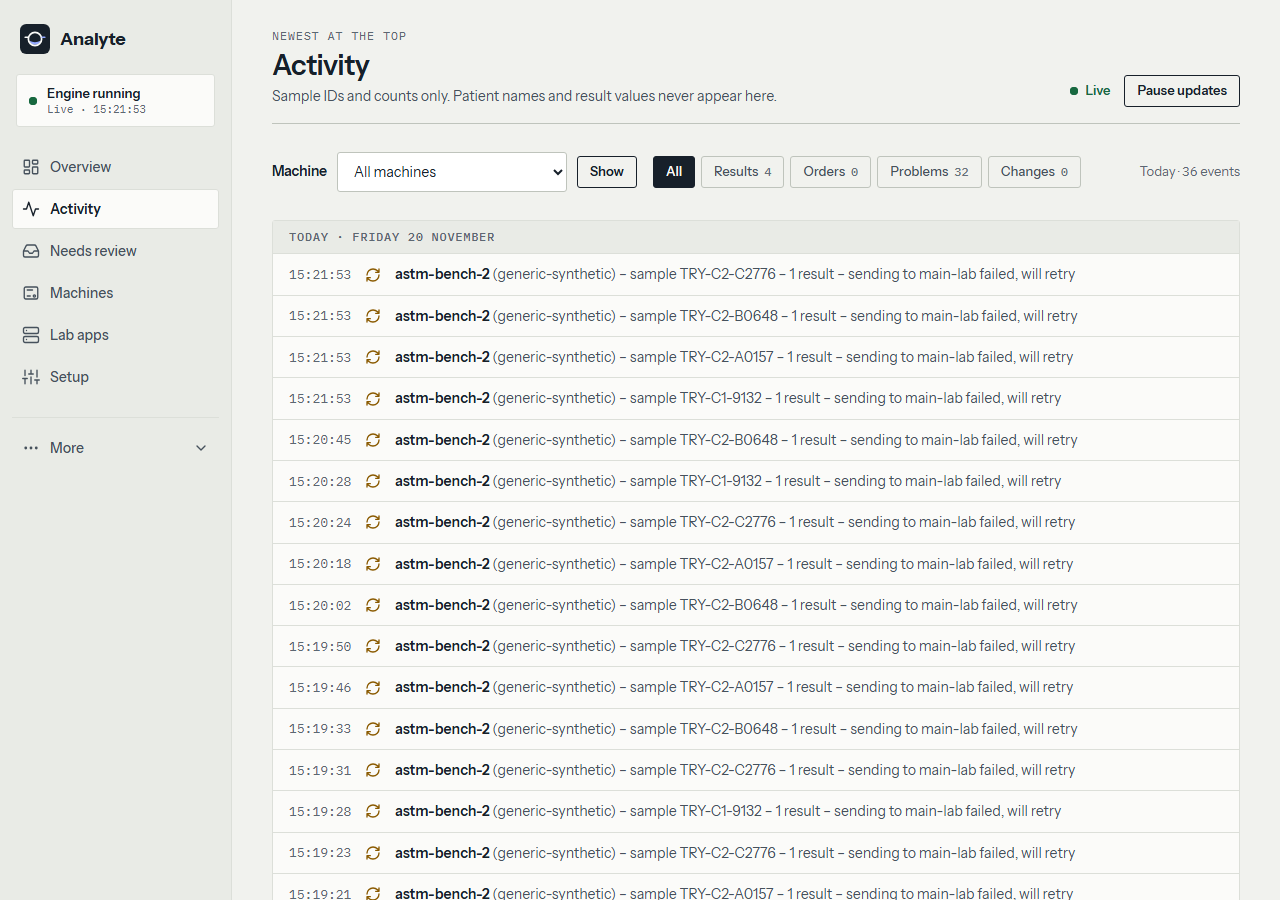 Analyte
Engine running
Live · 15:21:53
Overview
Activity
Needs review
Machines
Lab apps
Setup
More
NEWEST AT THE TOP
Activity
Sample IDs and counts only. Patient names and result values never appear here.
Live
Pause updates
Machine
All machines
Show
All
Results 4
Orders 0
Problems 32
Changes 0
Today · 36 events
TODAY · FRIDAY 20 NOVEMBER
15:21:53 astm-bench-2 (generic-synthetic) – sample TRY-C2-C2776 – 1 result – sending to main-lab failed, will retry
15:21:53 astm-bench-2 (generic-synthetic) – sample TRY-C2-B0648 – 1 result – sending to main-lab failed, will retry
15:21:53 astm-bench-2 (generic-synthetic) – sample TRY-C2-A0157 – 1 result – sending to main-lab failed, will retry
15:21:53 astm-bench-2 (generic-synthetic) – sample TRY-C1-9132 – 1 result – sending to main-lab failed, will retry
15:20:45 astm-bench-2 (generic-synthetic) – sample TRY-C2-B0648 – 1 result – sending to main-lab failed, will retry
15:20:28 astm-bench-2 (generic-synthetic) – sample TRY-C1-9132 – 1 result – sending to main-lab failed, will retry
15:20:24 astm-bench-2 (generic-synthetic) – sample TRY-C2-C2776 – 1 result – sending to main-lab failed, will retry
15:20:18 astm-bench-2 (generic-synthetic) – sample TRY-C2-A0157 – 1 result – sending to main-lab failed, will retry
15:20:02 astm-bench-2 (generic-synthetic) – sample TRY-C2-B0648 – 1 result – sending to main-lab failed, will retry
15:19:50 astm-bench-2 (generic-synthetic) – sample TRY-C2-C2776 – 1 result – sending to main-lab failed, will retry
15:19:46 astm-bench-2 (generic-synthetic) – sample TRY-C2-A0157 – 1 result – sending to main-lab failed, will retry
15:19:33 astm-bench-2 (generic-synthetic) – sample TRY-C2-B0648 – 1 result – sending to main-lab failed, will retry
15:19:31 astm-bench-2 (generic-synthetic) – sample TRY-C2-C2776 – 1 result – sending to main-lab failed, will retry
15:19:28 astm-bench-2 (generic-synthetic) – sample TRY-C1-9132 – 1 result – sending to main-lab failed, will retry
15:19:23 astm-bench-2 (generic-synthetic) – sample TRY-C2-C2776 – 1 result – sending to main-lab failed, will retry
15:19:21 astm-bench-2 (generic-synthetic) – sample TRY-C2-A0157 – 1 result – sending to main-lab failed, will retry